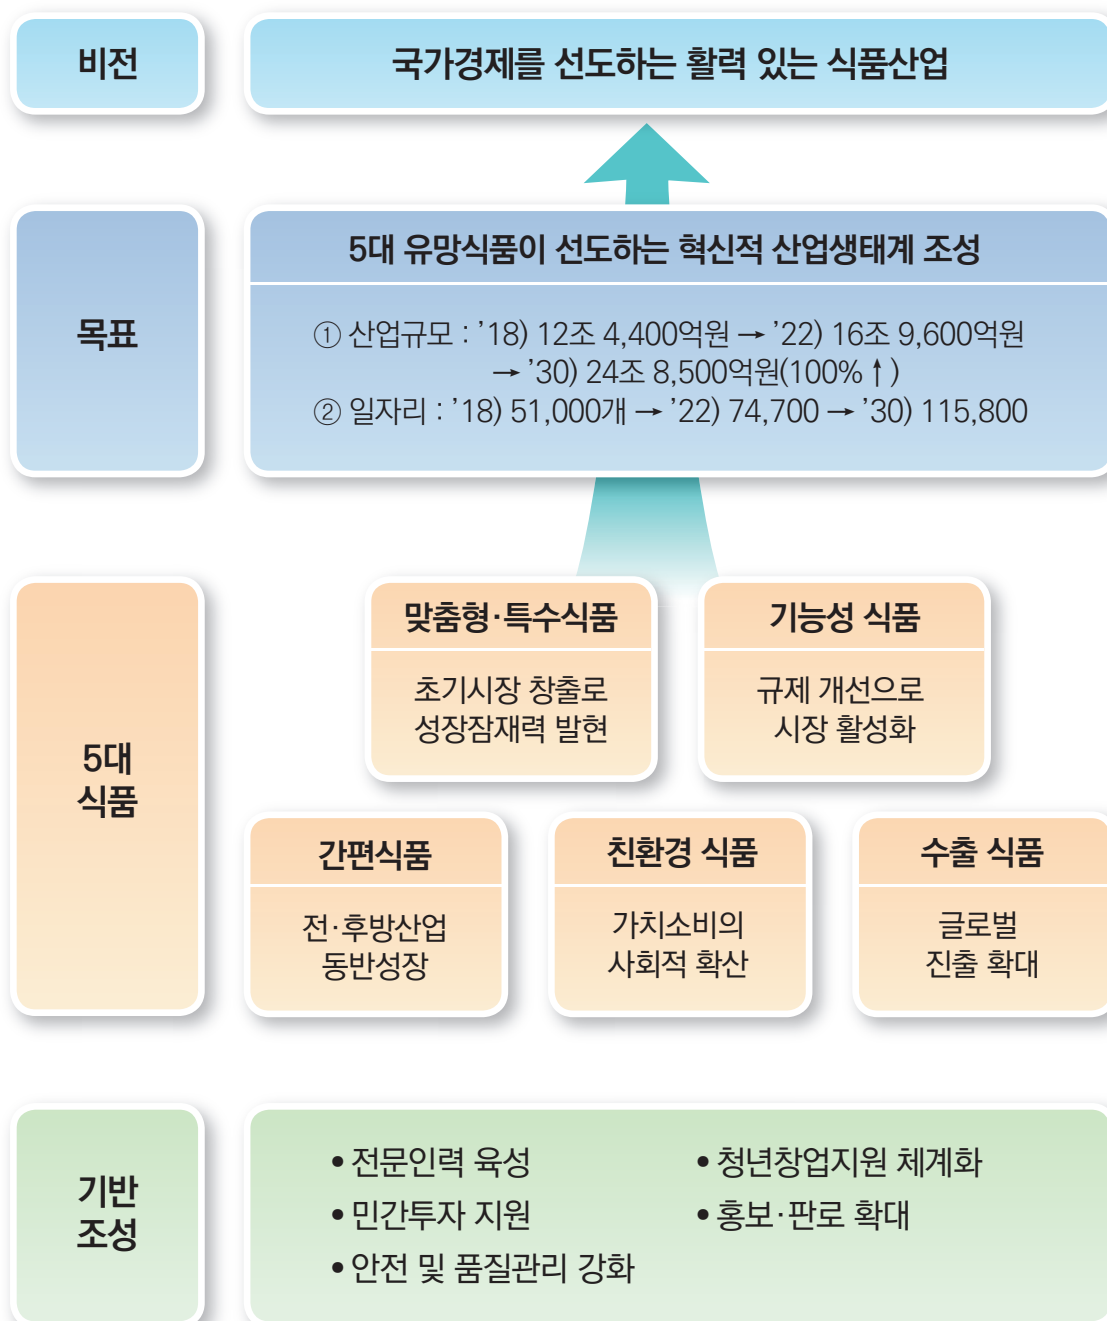 비전
국가경제를 선도하는 활력 있는 식품산업
목표
5대 유망식품이 선도하는 혁신적 산업생태계 조성
① 산업규모 : ’18) 12조 4,400억원 → ’22) 16조 9,600억원
→ ’30) 24조 8,500억원(100%↑)
② 일자리 : ’18) 51,000개 → ’22) 74,700 → ’30) 115,800
5대
식품
맞춤형·특수식품
초기시장 창출로
성장잠재력 발현
기능성 식품
규제 개선으로
시장 활성화
간편식품
전·후방산업
동반성장
친환경 식품
가치소비의
사회적 확산
수출 식품
글로벌
진출 확대
기반
조성
• 전문인력 육성
• 민간투자 지원
• 안전 및 품질관리 강화
• 청년창업지원 체계화
• 홍보·판로 확대